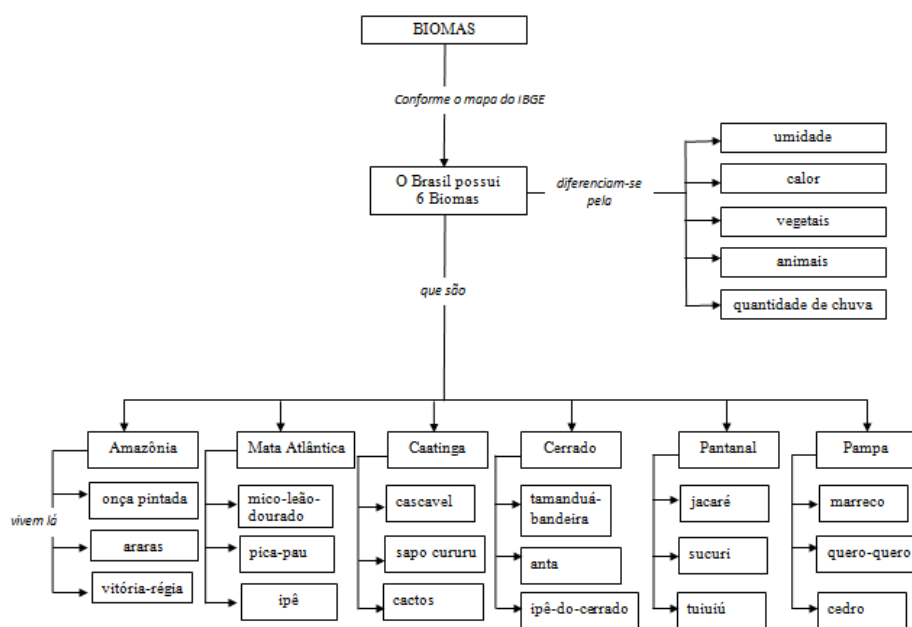 BIOMAS
Conforme o mapa do IBGE
O Brasil possui
6 Biomas
diferenciam-se
pela
umidade
calor
vegetais
animais
quantidade de chuva
que são
Amazônia
Mata Atlântica
Caatinga
Cerrado
Pantanal
Pampa
vivem lá
onça pintada
araras
vitória-régia
mico-leão-
dourado
pica-pau
ipê
cascavel
sapo cururu
cactos
tamanduá-
bandeira
anta
ipê-do-cerrado
jacaré
sucuri
tuiuiú
marreco
quero-quero
cedro